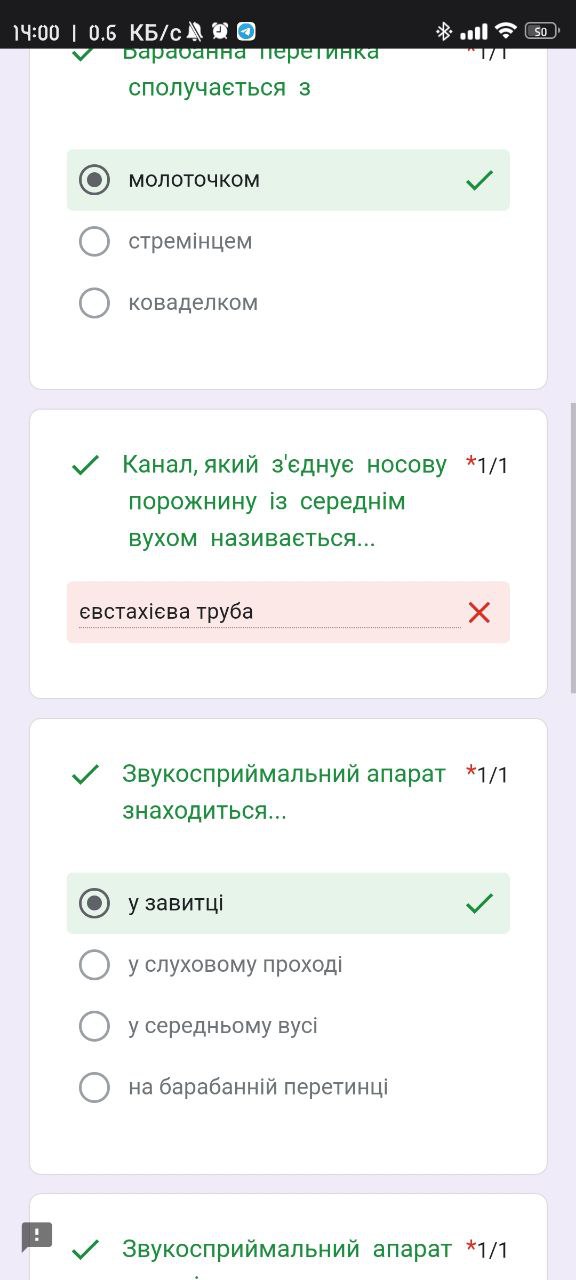 14:00 | 0.6 КБ/с 50
Барабанна перетинка *1/1
сполучається з
молоточком
стремінцем
коваделком
Канал, який з'єднує носову *1/1
порожнину із середнім
вухом називається...
євстахієва труба
Звукосприймальний апарат *1/1
знаходиться...
у завитці
у слуховому проході
у середньому вусі
на барабанній перетинці
Звукосприймальний апарат *1/1